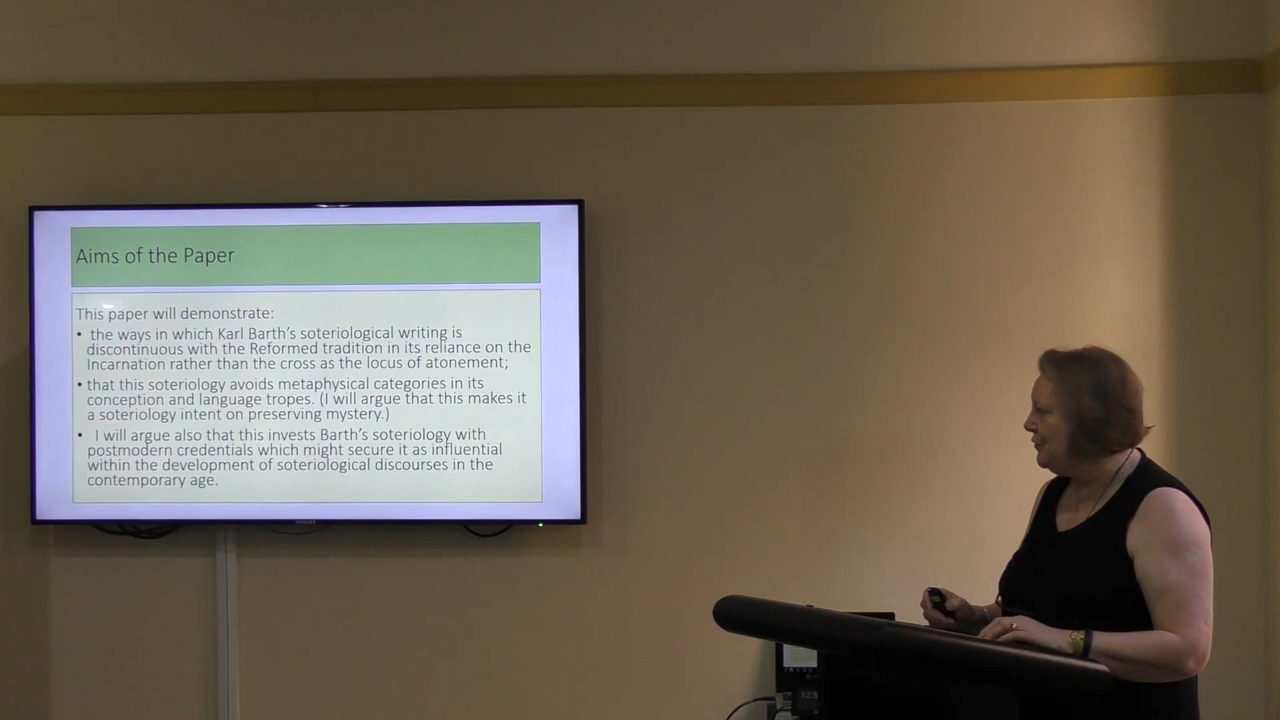 Aims of the Paper
This paper will demonstrate:
• the ways in which Karl Barth's soteriological writing is
discontinuous with the Reformed tradition in its reliance on the
Incarnation rather than the cross as the locus of atonement;
• that this soteriology avoids metaphysical categories in its
conception and language tropes. (I will argue that this makes it
a soteriology intent on preserving mystery.)
• I will argue also that this invests Barth's soteriology with
postmodern credentials which might secure it as influential
within the development of soteriological discourses in the
contemporary age.